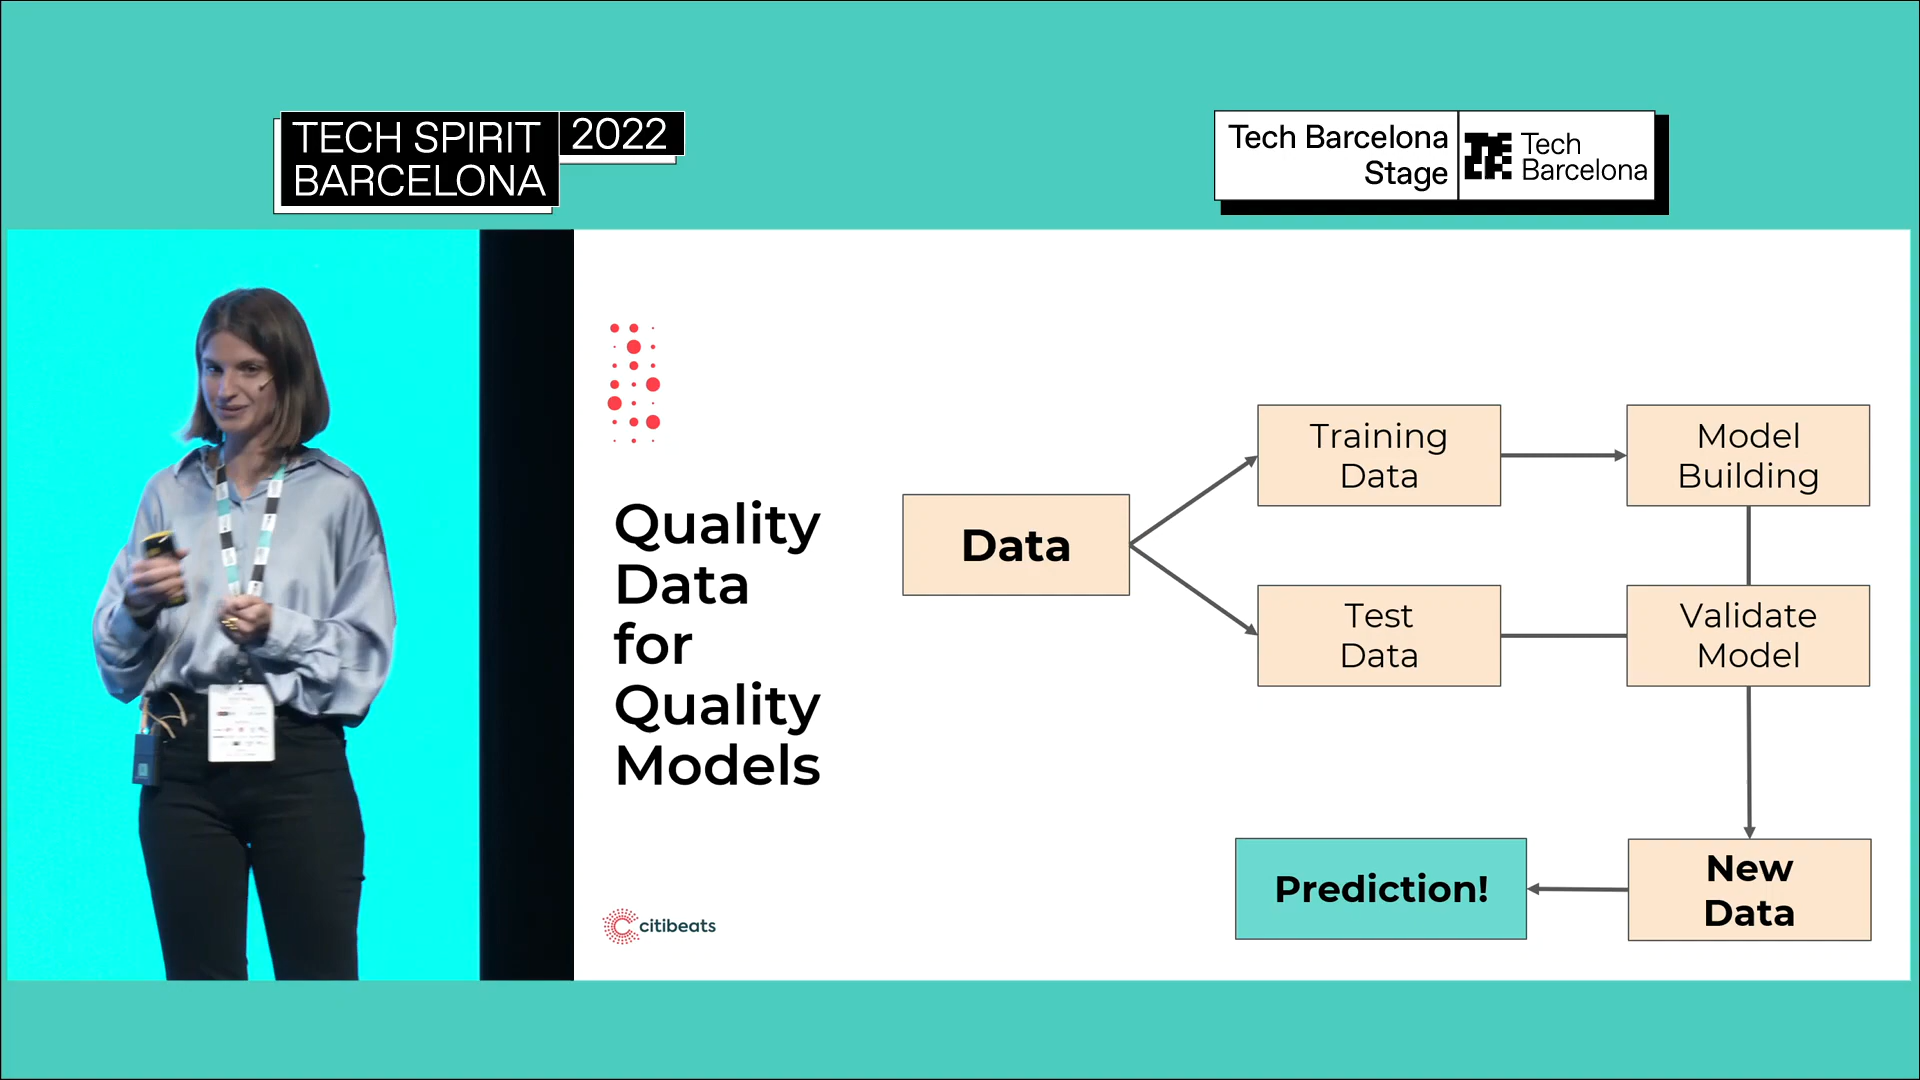 TECH SPIRIT
BARCELONA
2022
Tech Barcelona
Stage
Tech
Barcelona
Quality
Data
for
Quality
Models
Data
Training
Data
Model
Building
Test
Data
Validate
Model
Prediction!
New
Data
citibeats